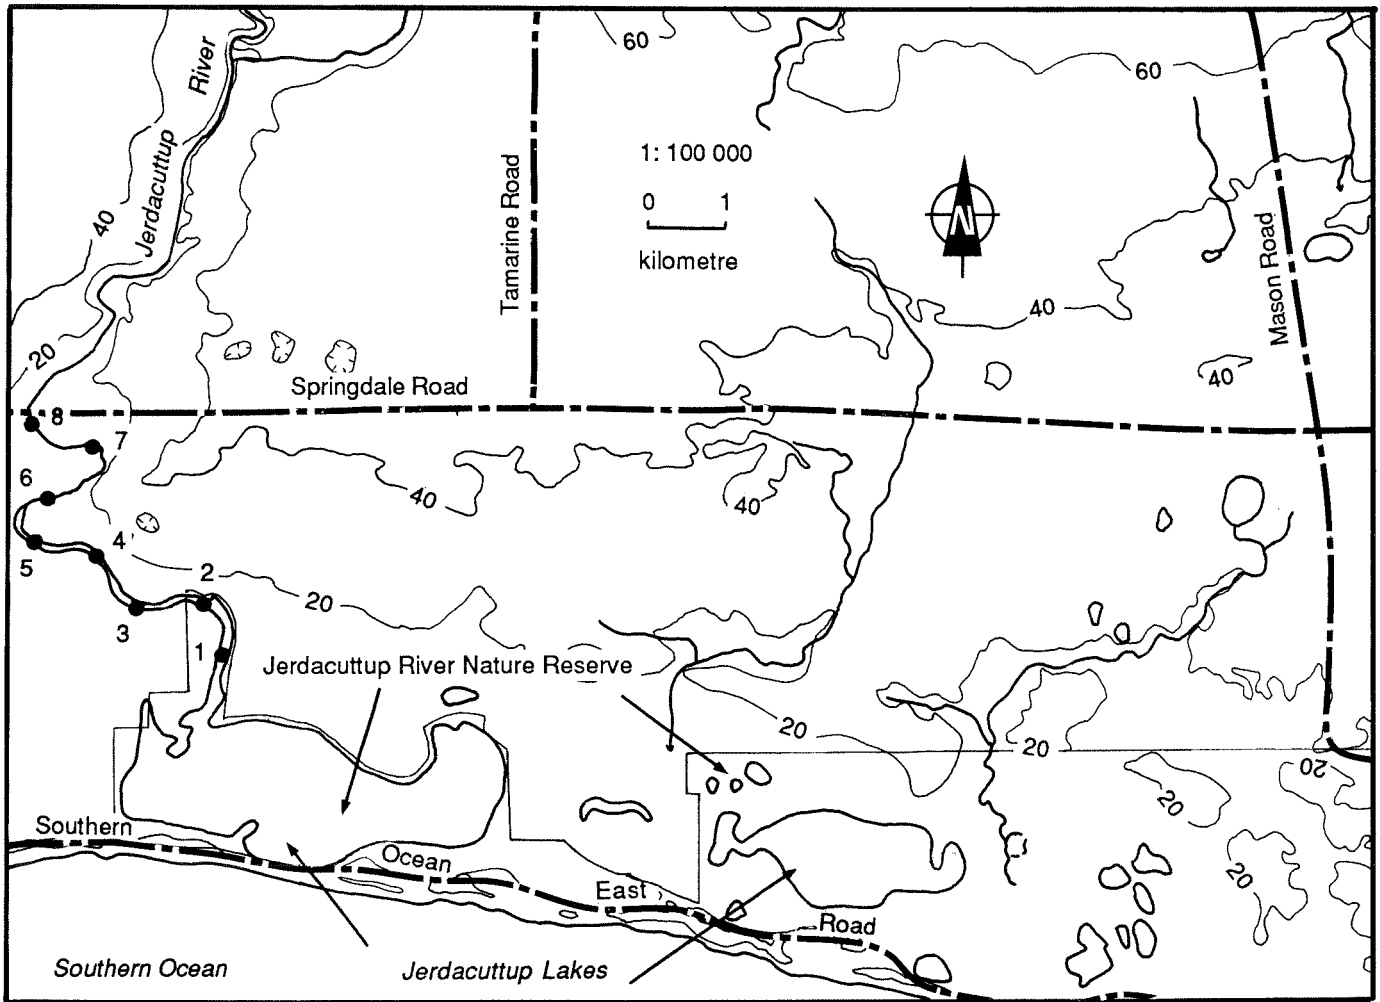 60
60
River
Jerdacuttup
Tamarine Road
1: 100 000
0 1
kilometre
N
Mason Road
40
40
20
40
Springdale Road
8
7
6
40
40
5
4
2
3
1
20
Jerdacuttup River Nature Reserve
20
20
20
20
20
Southern
Ocean
East
Road
Southern Ocean
Jerdacuttup Lakes